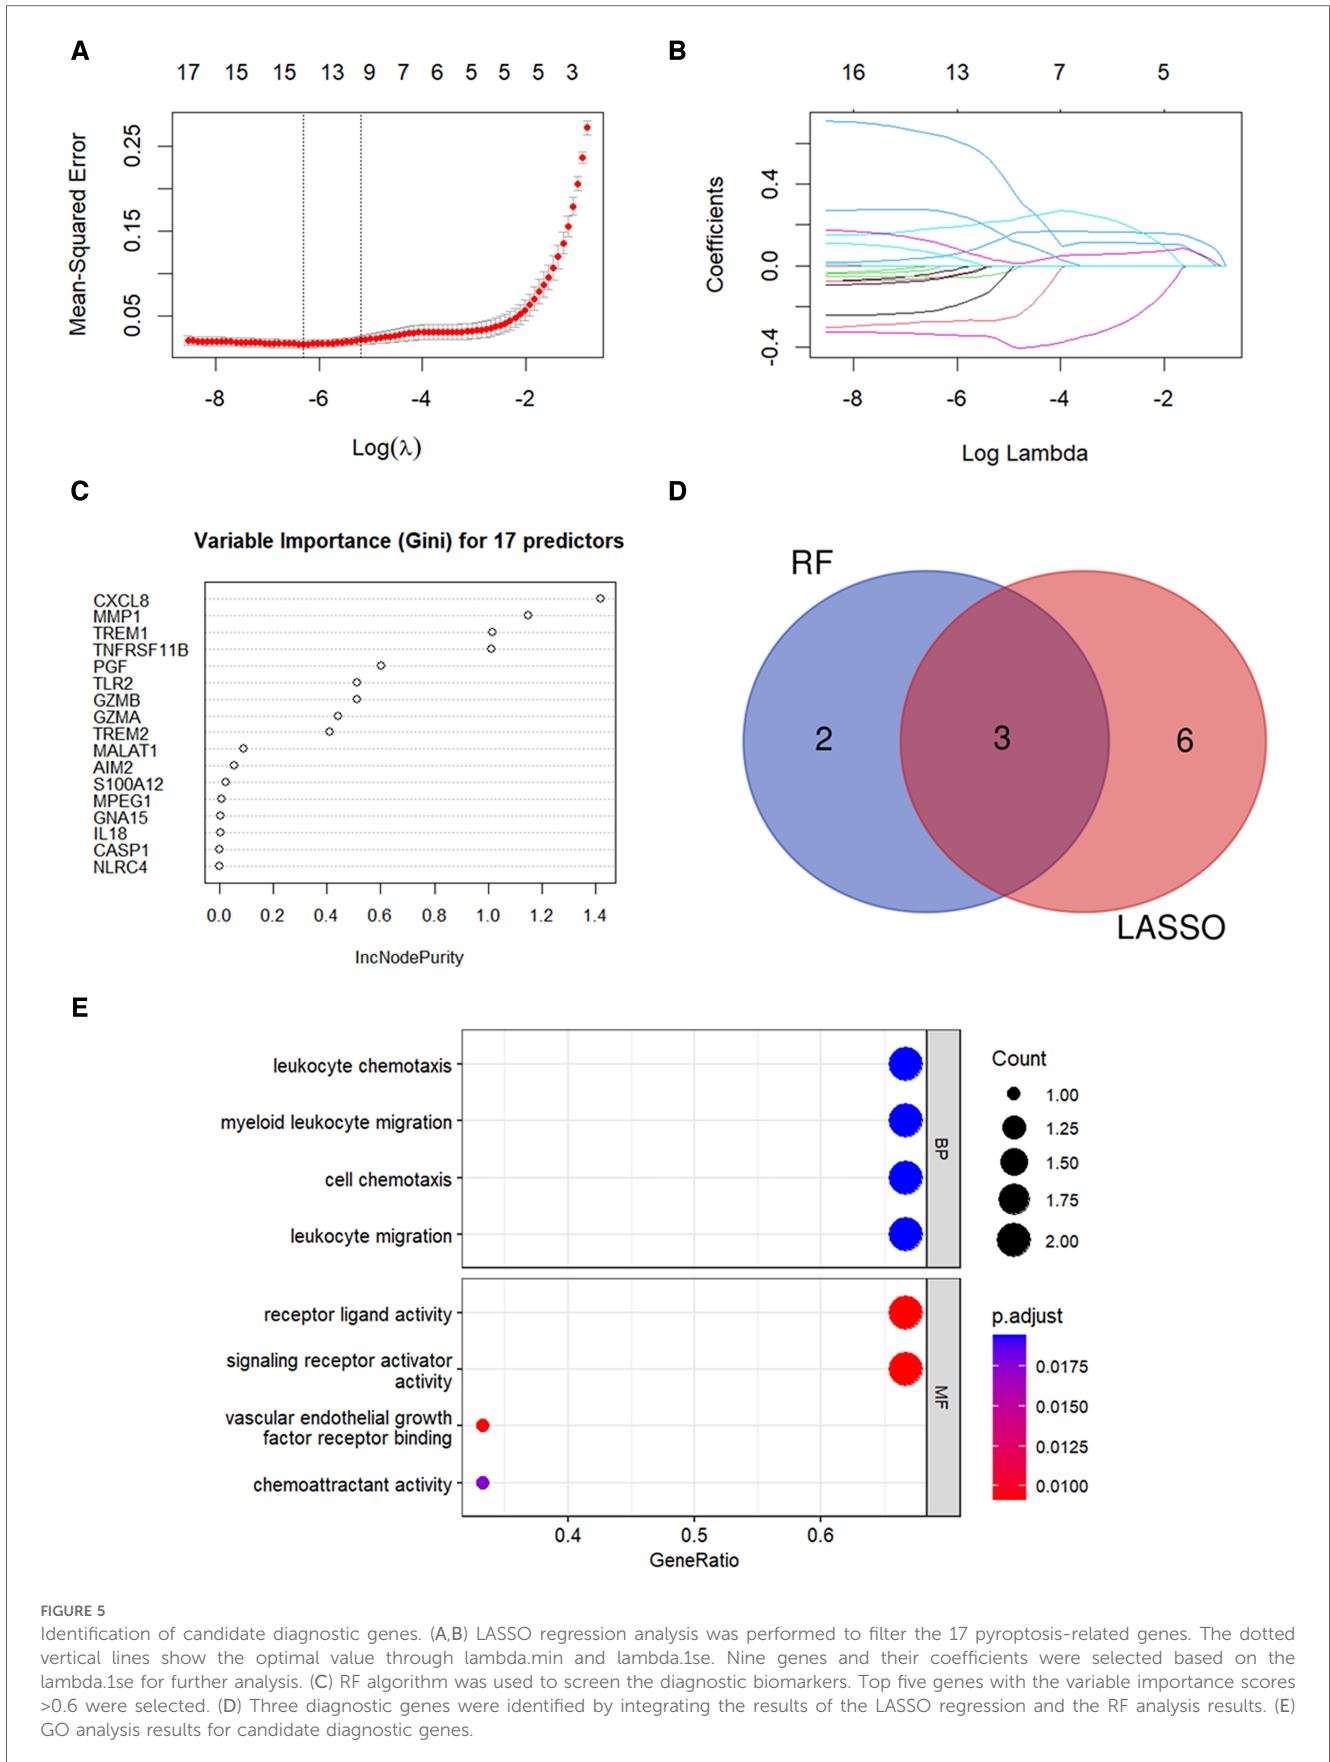 A
17 15 15 13 9 7 6 5 5 5 3
Mean-Squared Error
0.25
0.15
0.05
-8 -6 -4 -2
Log(λ)
B
16 13 7 5
Coefficients
0.4
0.0
-0.4
-8 -6 -4 -2
Log Lambda
C
Variable Importance (Gini) for 17 predictors
CXCL8
MMP1
TREM1
TNFRSF11B
PGF
TLR2
GZMB
GZMA
TREM2
MALAT1
AIM2
S100A12
MPEG1
GNA15
IL18
CASP1
NLRC4
0.0 0.2 0.4 0.6 0.8 1.0 1.2 1.4
IncNodePurity
D
RF
2 3 6
LASSO
E
leukocyte chemotaxis
myeloid leukocyte migration
cell chemotaxis
leukocyte migration
BP
receptor ligand activity
signaling receptor activator
activity
vascular endothelial growth
factor receptor binding
chemoattractant activity
MF
0.4 0.5 0.6
GeneRatio
Count
1.00
1.25
1.50
1.75
2.00
p.adjust
0.0175
0.0150
0.0125
0.0100
FIGURE 5
Identification of candidate diagnostic genes. (A,B) LASSO regression analysis was performed to filter the 17 pyroptosis-related genes. The dotted
vertical lines show the optimal value through lambda.min and lambda.1se. Nine genes and their coefficients were selected based on the
lambda.1se for further analysis. (C) RF algorithm was used to screen the diagnostic biomarkers. Top five genes with the variable importance scores
>0.6 were selected. (D) Three diagnostic genes were identified by integrating the results of the LASSO regression and the RF analysis results. (E)
GO analysis results for candidate diagnostic genes.